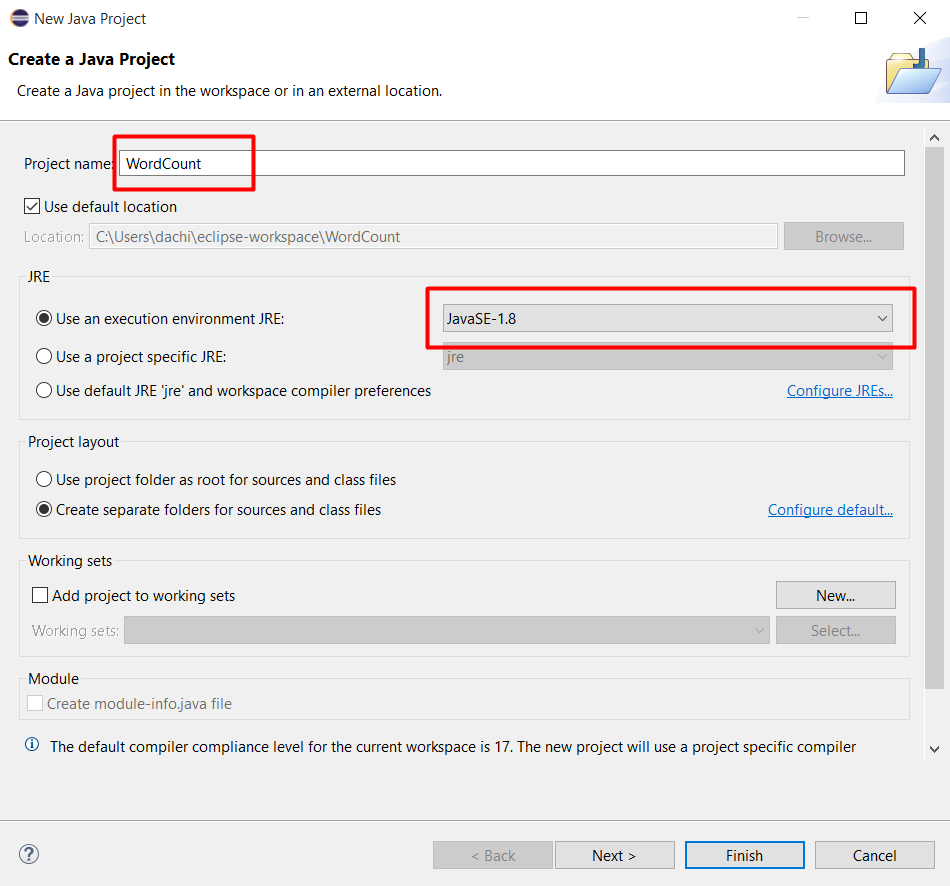 New Java Project
Create a Java Project
Create a Java project in the workspace or in an external location.
Project name: WordCount
Use default location
Location: C:\Users\dachi\eclipse-workspace\WordCount Browse...
JRE
Use an execution environment JRE: JavaSE-1.8
Use a project specific JRE: jre
Use default JRE 'jre' and workspace compiler preferences Configure JREs...
Project layout
Use project folder as root for sources and class files
Create separate folders for sources and class files Configure default...
Working sets
Add project to working sets New...
Working sets: Select...
Module
Create module-info.java file
The default compiler compliance level for the current workspace is 17. The new project will use a project specific compiler
? < Back Next > Finish Cancel